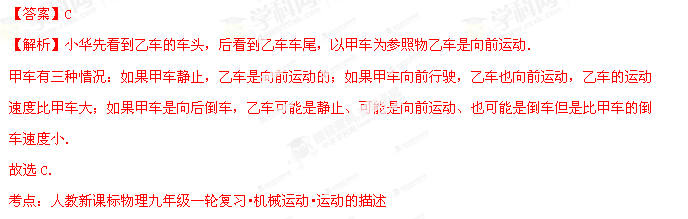 【答案】C
【解析】小华先看到乙车的车头，后看到乙车车尾，以甲车为参照物乙车是向前运动．
甲车有三种情况：如果甲车静止，乙车是向前运动的；如果甲车向前行驶，乙车也向前运动，乙车的运动
速度比甲车大；如果甲车是向后倒车，乙车可能是静止、可能是向前运动、也可能是倒车但是比甲车的倒
车速度小．
故选 C．
考点：人教新课标物理九年级一轮复习•机械运动•运动的描述